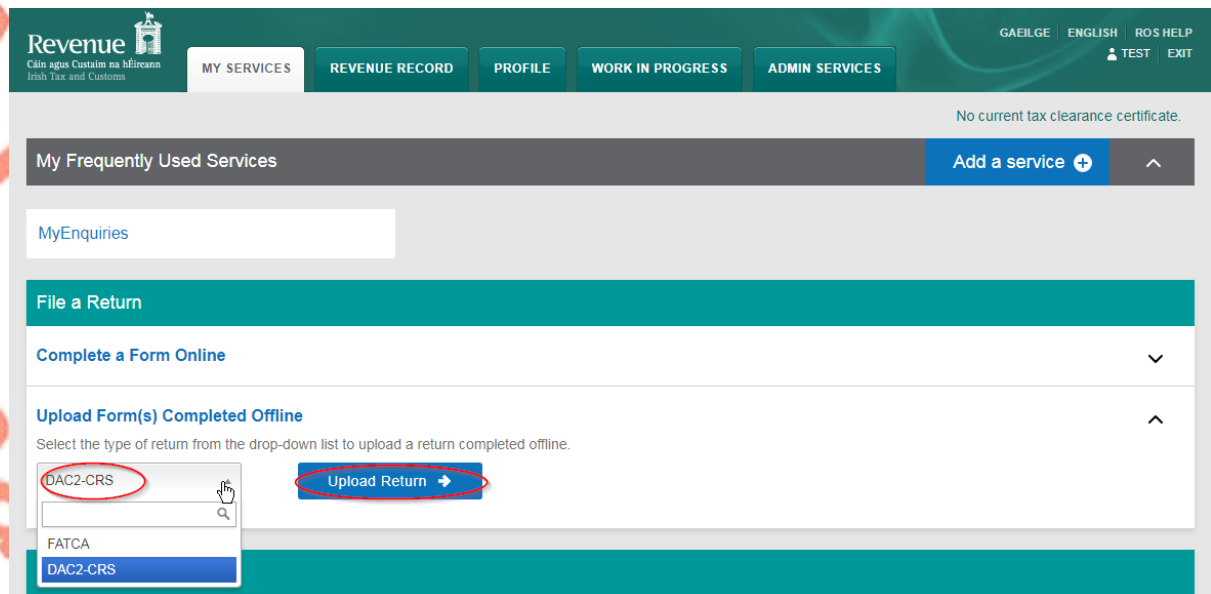 GAEILGE ENGLISH ROS HELP
Revenue
Cáin agus Custaim na hÉireann
Irish Tax and Customs
TEST EXIT
MY SERVICES REVENUE RECORD PROFILE WORK IN PROGRESS ADMIN SERVICES
No current tax clearance certificate.
My Frequently Used Services Add a service
MyEnquiries
File a Return
Complete a Form Online
Upload Form(s) Completed Offline
Select the type of return from the drop-down list to upload a return completed offline.
DAC2-CRS Upload Return
FATCA
DAC2-CRS